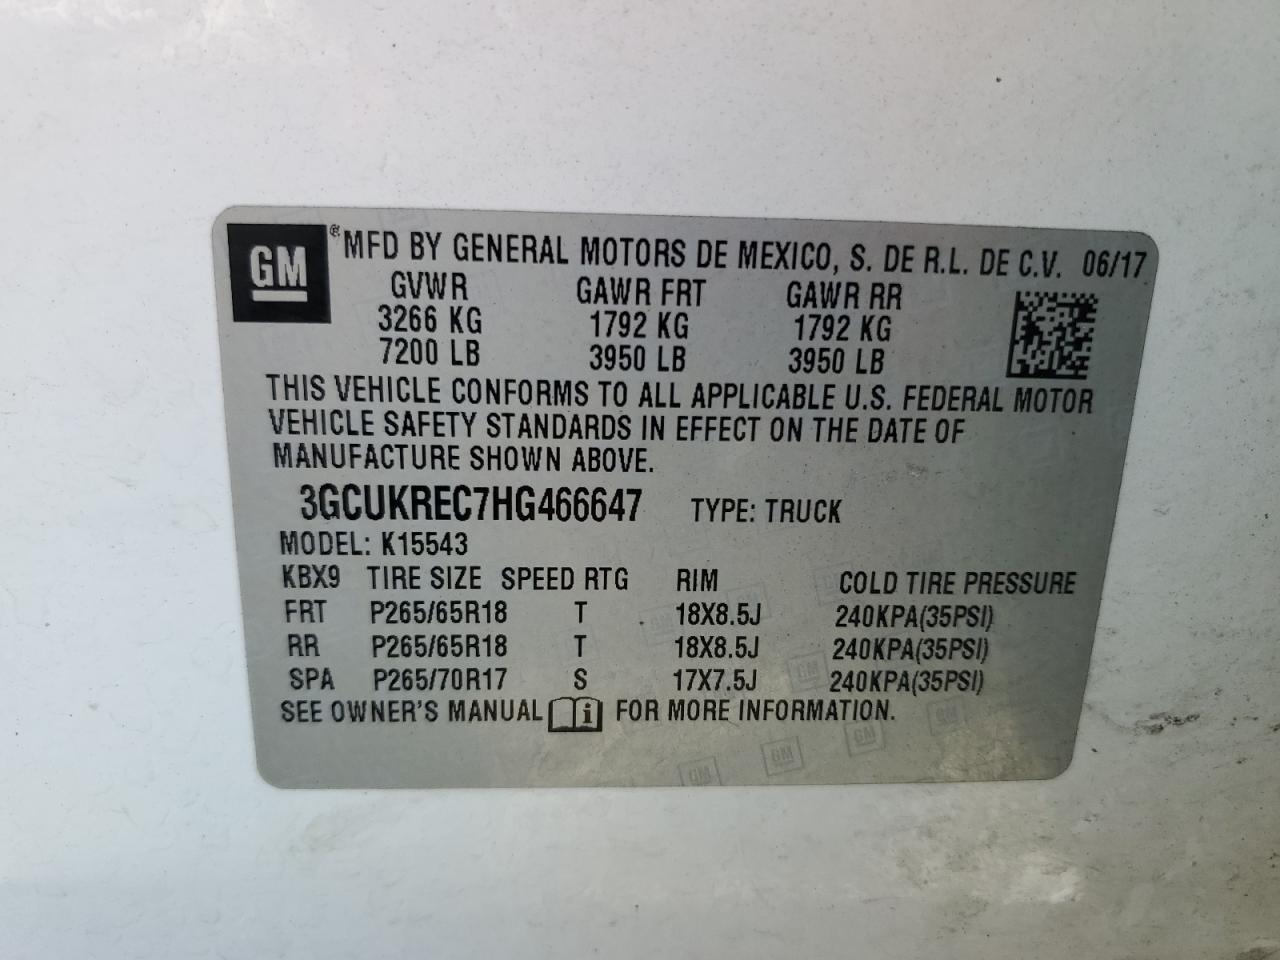 GM ® MFD BY GENERAL MOTORS DE MEXICO, S. DE R.L. DE C.V. 06/17
GVWR GAWR FRT GAWR RR
3266 KG 1792 KG 1792 KG
7200 LB 3950 LB 3950 LB
THIS VEHICLE CONFORMS TO ALL APPLICABLE U.S. FEDERAL MOTOR
VEHICLE SAFETY STANDARDS IN EFFECT ON THE DATE OF
MANUFACTURE SHOWN ABOVE.
3GCUKREC7HG466647 TYPE: TRUCK
MODEL: K15543
KBX9 TIRE SIZE SPEED RTG RIM COLD TIRE PRESSURE
FRT P265/65R18 T 18X8.5J 240KPA(35PSI)
RR P265/65R18 T 18X8.5J 240KPA(35PSI)
SPA P265/70R17 S 17X7.5J 240KPA(35PSI)
SEE OWNER'S MANUAL i FOR MORE INFORMATION.